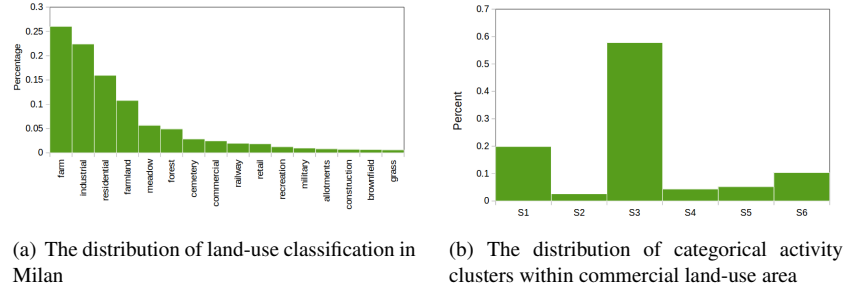 0.3
0.25
0.2
0.15
0.1
0.05
0
Percentage
farm
industrial
residential
farmland
meadow
forest
cemetery
commercial
railway
retail
recreation
military
allotments
construction
brownfield
grass
(a) The distribution of land-use classification in
Milan
0.7
0.6
0.5
0.4
0.3
0.2
0.1
0
Percent
S1 S2 S3 S4 S5 S6
(b) The distribution of categorical activity
clusters within commercial land-use area